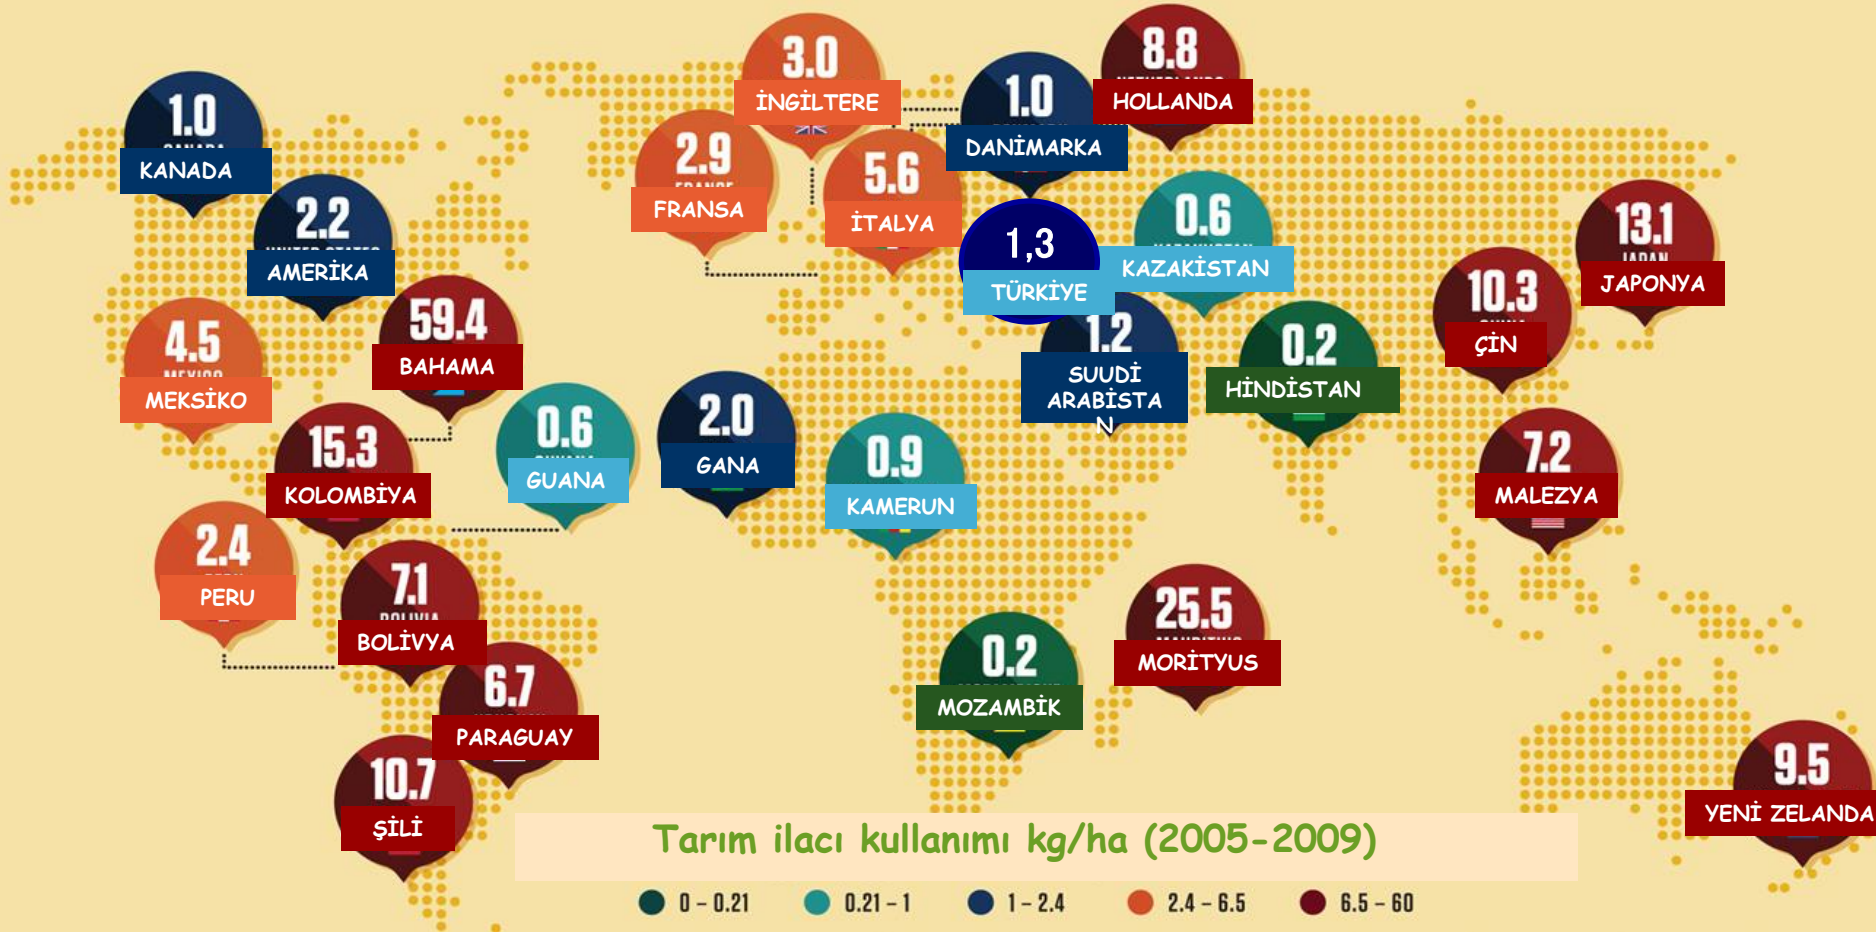 3.0
İNGİLTERE
8.8
HOLLANDA
1.0
KANADA
1.0
DANİMARKA
2.9
FRANSA
5.6
İTALYA
2.2
AMERİKA
1,3
TÜRKİYE
0.6
KAZAKİSTAN
13.1
JAPAN
JAPONYA
10.3
ÇİN
59.4
BAHAMA
4.5
MEKSİKO
1.2
SUUDİ
ARABİSTA
N
0.2
HİNDİSTAN
15.3
KOLOMBİYA
0.6
GUANA
2.0
GANA
0.9
KAMERUN
7.2
MALEZYA
2.4
PERU
7.1
BOLIVIA
BOLİVYA
25.5
MORİTYUS
0.2
MOZAMBİK
6.7
PARAGUAY
10.7
ŞİLİ
9.5
YENİ ZELANDA
Tarım ilacı kullanımı kg/ha (2005-2009)
0 – 0.21
0.21 – 1
1 – 2.4
2.4 – 6.5
6.5 – 60